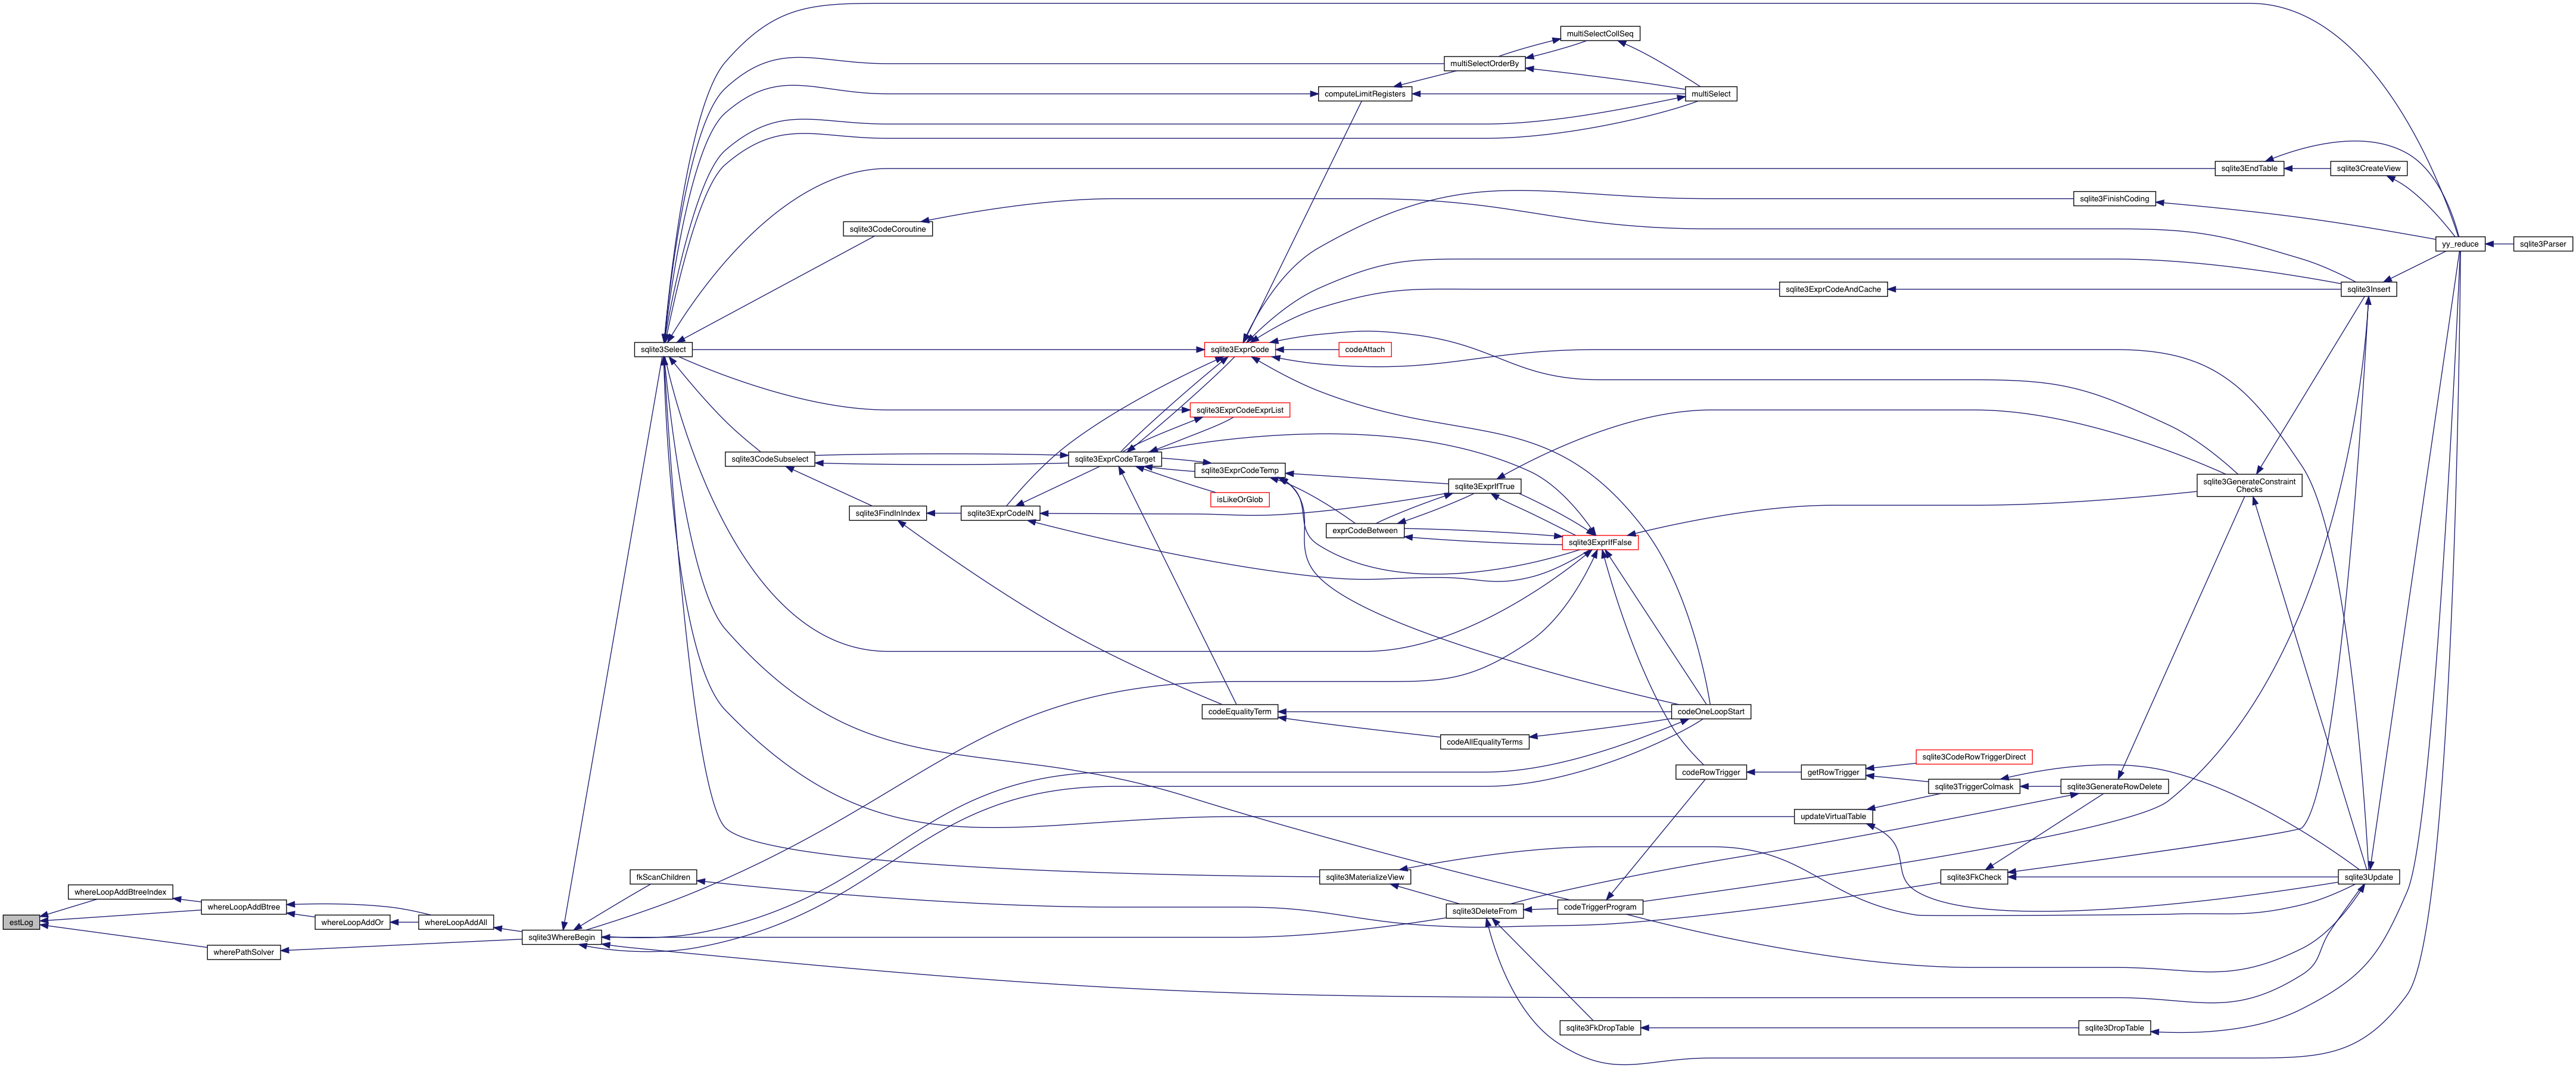 multiSelectCollSeq
multiSelectOrderBy
computeLimitRegisters
multiSelect
sqlite3EndTable
sqlite3CreateView
sqlite3FinishCoding
sqlite3CodeCoroutine
yy_reduce
sqlite3Parser
sqlite3ExprCodeAndCache
sqlite3Insert
sqlite3Select
sqlite3ExprCode
codeAttach
sqlite3ExprCodeExprList
sqlite3CodeSubselect
sqlite3ExprCodeTarget
sqlite3ExprCodeTemp
sqlite3ExprIfTrue
sqlite3GenerateConstraint
Checks
isLikeOrGlob
sqlite3FindInIndex
sqlite3ExprCodeIN
exprCodeBetween
sqlite3ExprIfFalse
codeEqualityTerm
codeOneLoopStart
codeAllEqualityTerms
sqlite3CodeRowTriggerDirect
codeRowTrigger
getRowTrigger
sqlite3TriggerColmask
sqlite3GenerateRowDelete
updateVirtualTable
fkScanChildren
sqlite3MaterializeView
sqlite3FkCheck
sqlite3Update
whereLoopAddBtreeIndex
whereLoopAddBtree
codeTriggerProgram
sqlite3DeleteFrom
estLog
whereLoopAddOr
whereLoopAddAll
sqlite3WhereBegin
wherePathSolver
sqlite3FkDropTable
sqlite3DropTable